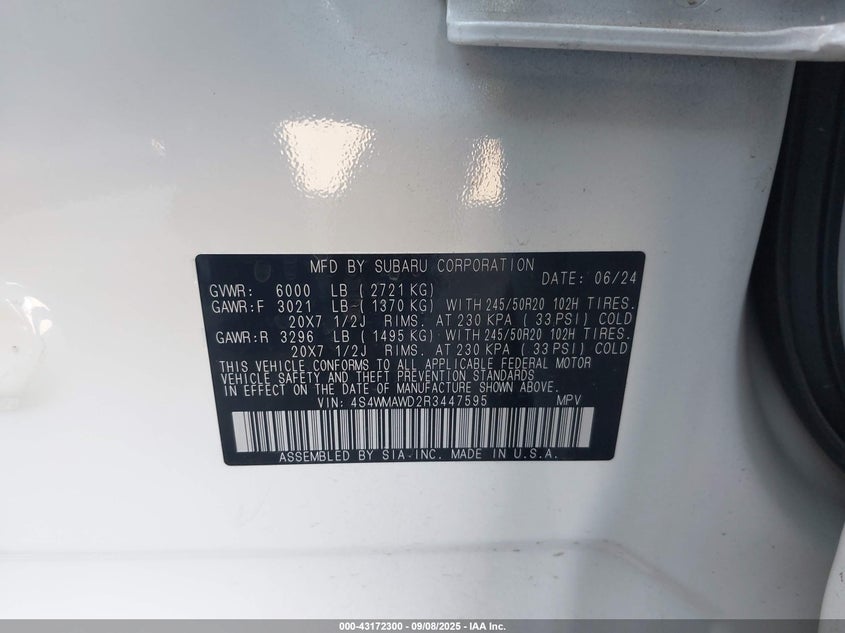 MFD BY SUBARU CORPORATION DATE: 06/24
GVWR: 6000 LB ( 2721 KG)
GAWR:F 3021 LB ( 1370 KG) WITH 245/50R20 102H TIRES.
20X7 1/2J RIMS. AT 230 KPA ( 33 PSI) COLD
GAWR:R 3296 LB ( 1495 KG) WITH 245/50R20 102H TIRES.
20X7 1/2J RIMS. AT 230 KPA ( 33 PSI) COLD
THIS VEHICLE CONFORMS TO ALL APPLICABLE FEDERAL MOTOR
VEHICLE SAFETY AND THEFT PREVENTION STANDARDS
IN EFFECT ON THE DATE OF MANUFACTURE SHOWN ABOVE.
VIN: 4S4WMAWD2R3447595 MPV
ASSEMBLED BY SIA-INC. MADE IN U.S.A.
000-43172300 - 09/08/2025 - IAA Inc.